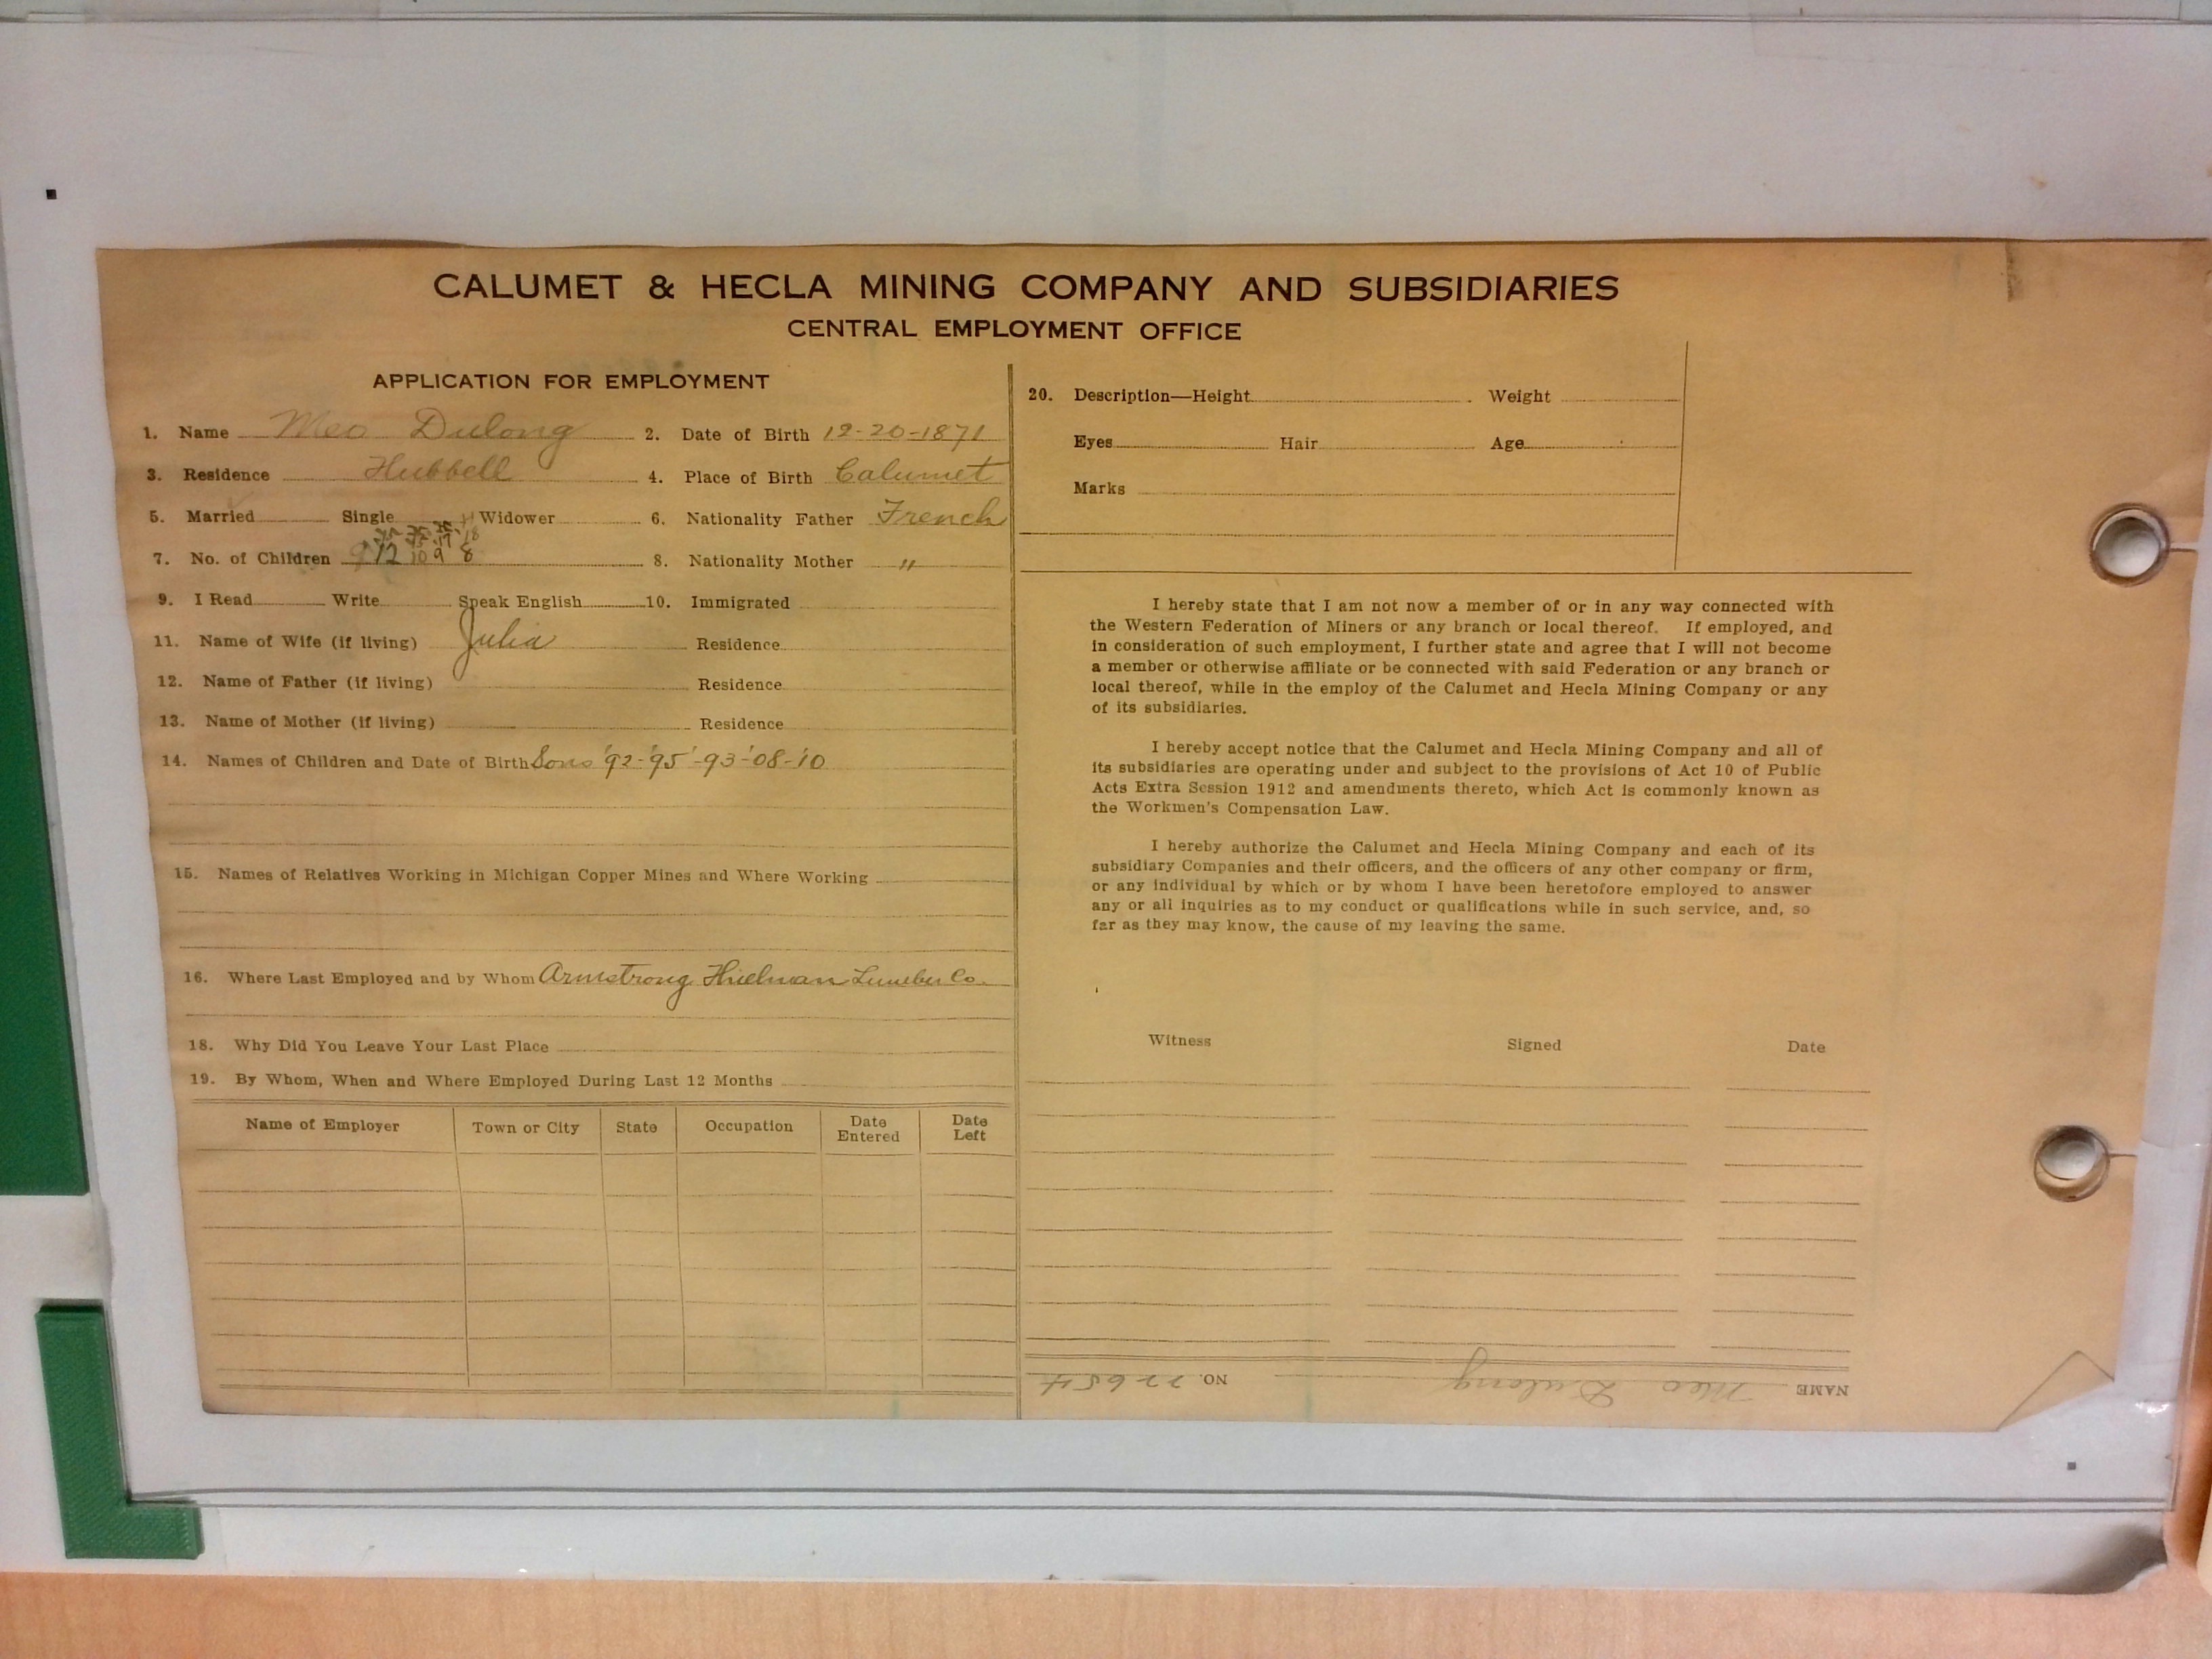 CALUMET & HECLA MINING COMPANY AND SUBSIDIARIES
CENTRAL EMPLOYMENT OFFICE
APPLICATION FOR EMPLOYMENT
1. Name Meo Dulong 2. Date of Birth 12-20-1871
3. Residence Hubbell 4. Place of Birth Calumet
5. Married Single Widower 6. Nationality Father French
7. No. of Children 12 10 9 8 8. Nationality Mother "
9. I Read Write Speak English 10. Immigrated
11. Name of Wife (if living) Julia Residence
12. Name of Father (if living) Residence
13. Name of Mother (if living) Residence
14. Names of Children and Date of Birth Sons '92-'95'-93-'08-'10
15. Names of Relatives Working in Michigan Copper Mines and Where Working
16. Where Last Employed and by Whom Armstrong Lumber Co.
18. Why Did You Leave Your Last Place
19. By Whom, When and Where Employed During Last 12 Months
Name of Employer Town or City State Occupation Date Entered Date Left
20. Description—Height Weight
Eyes Hair Age
Marks
I hereby state that I am not now a member of or in any way connected with
the Western Federation of Miners or any branch or local thereof. If employed, and
in consideration of such employment, I further state and agree that I will not become
a member or otherwise affiliate or be connected with said Federation or any branch or
local thereof, while in the employ of the Calumet and Hecla Mining Company or any
of its subsidiaries.
I hereby accept notice that the Calumet and Hecla Mining Company and all of
its subsidiaries are operating under and subject to the provisions of Act 10 of Public
Acts Extra Session 1912 and amendments thereto, which Act is commonly known as
the Workmen's Compensation Law.
I hereby authorize the Calumet and Hecla Mining Company and each of its
subsidiary Companies and their officers, and the officers of any other company or firm,
or any individual by which or by whom I have been heretofore employed to answer
any or all inquiries as to my conduct or qualifications while in such service, and, so
far as they may know, the cause of my leaving the same.
Witness Signed Date
NAME Meo Dulong NO. 22654